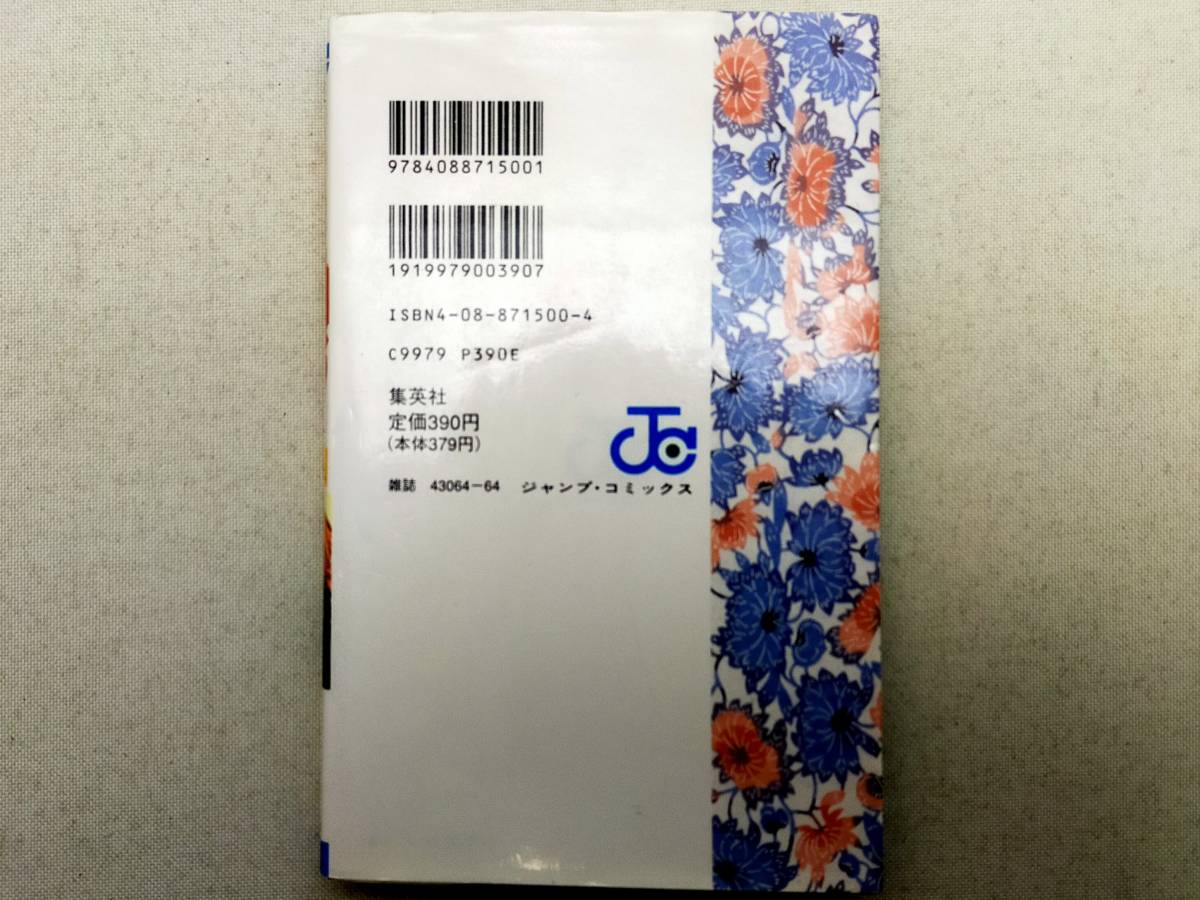 9784088715001
1919979003907
ISBN4-08-871500-4
C9979 P390E
集英社
定価390円
(本体379円)
雑誌 43064-64
JC
ジャンプ・コミックス